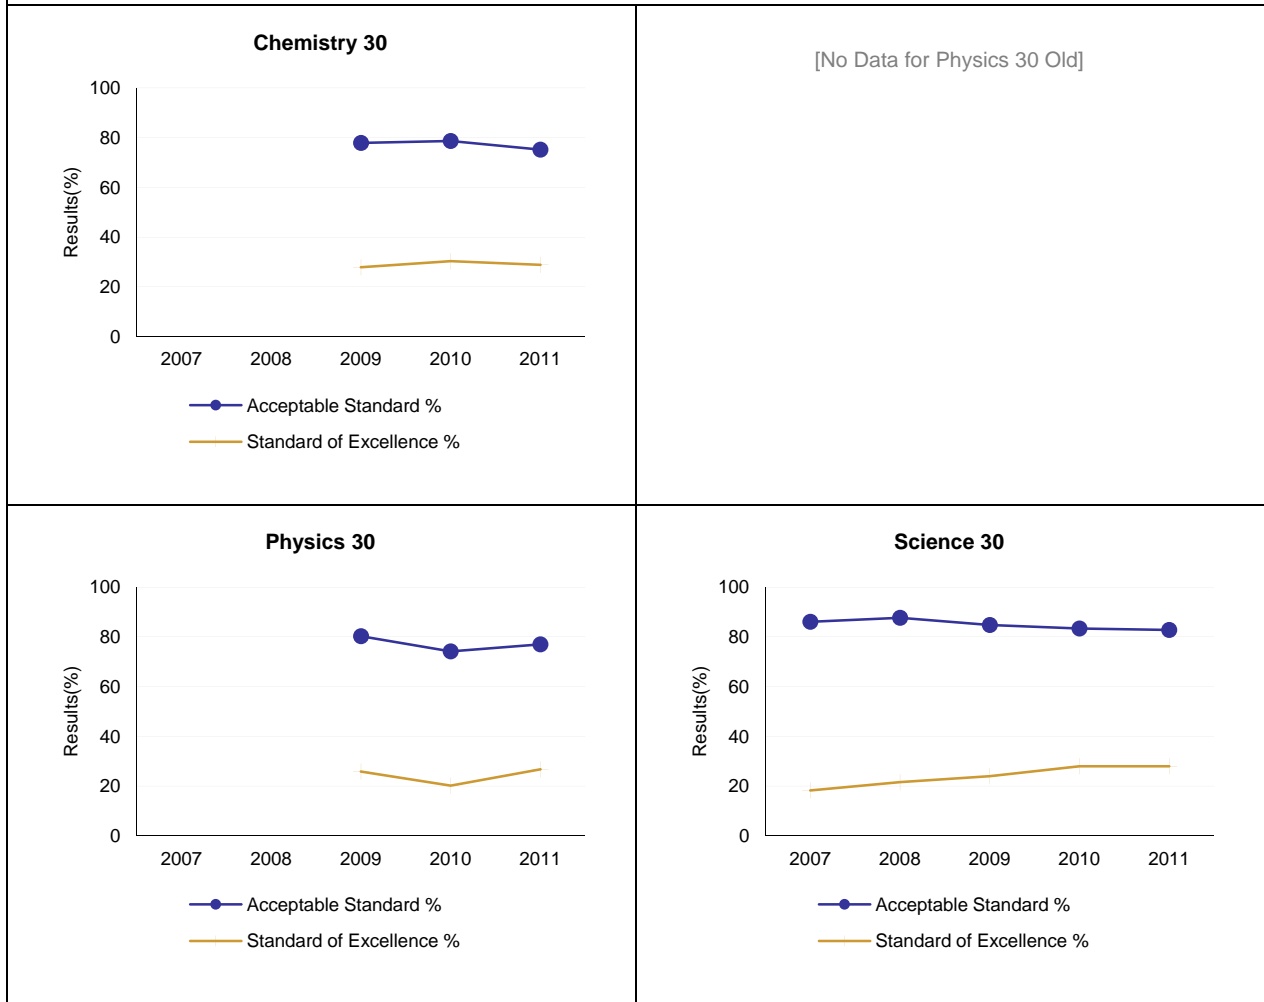 Chemistry 30
Results(%)
100
80
60
40
20
0
2007 2008 2009 2010 2011
Acceptable Standard %
Standard of Excellence %
[No Data for Physics 30 Old]
Physics 30
Results(%)
100
80
60
40
20
0
2007 2008 2009 2010 2011
Acceptable Standard %
Standard of Excellence %
Science 30
Results(%)
100
80
60
40
20
0
2007 2008 2009 2010 2011
Acceptable Standard %
Standard of Excellence %